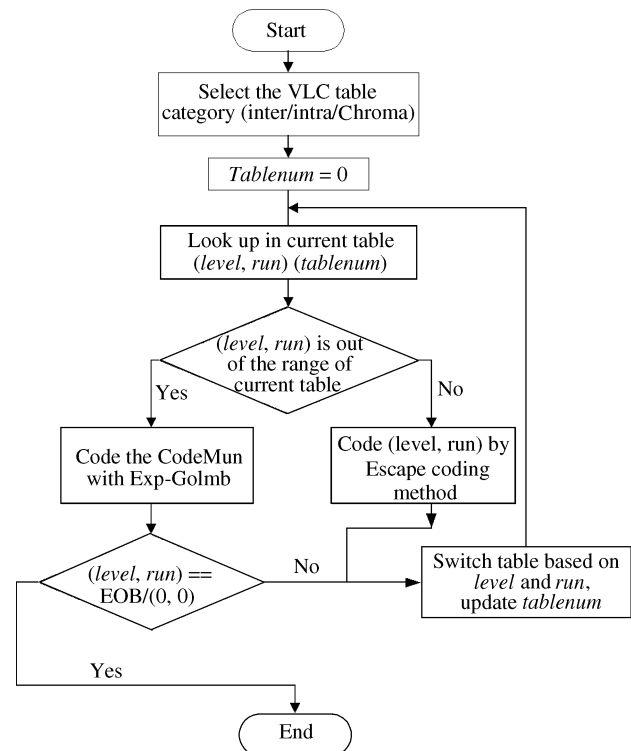 Start
Select the VLC table
category (inter/intra/Chroma)
Tablenum = 0
Look up in current table
(level, run) (tablenum)
(level, run) is out
of the range of
current table
Yes
No
Code the CodeMun
with Exp-Golmb
Code (level, run) by
Escape coding
method
(level, run) ==
EOB/(0, 0)
No
Switch table based on
level and run,
update tablenum
Yes
End